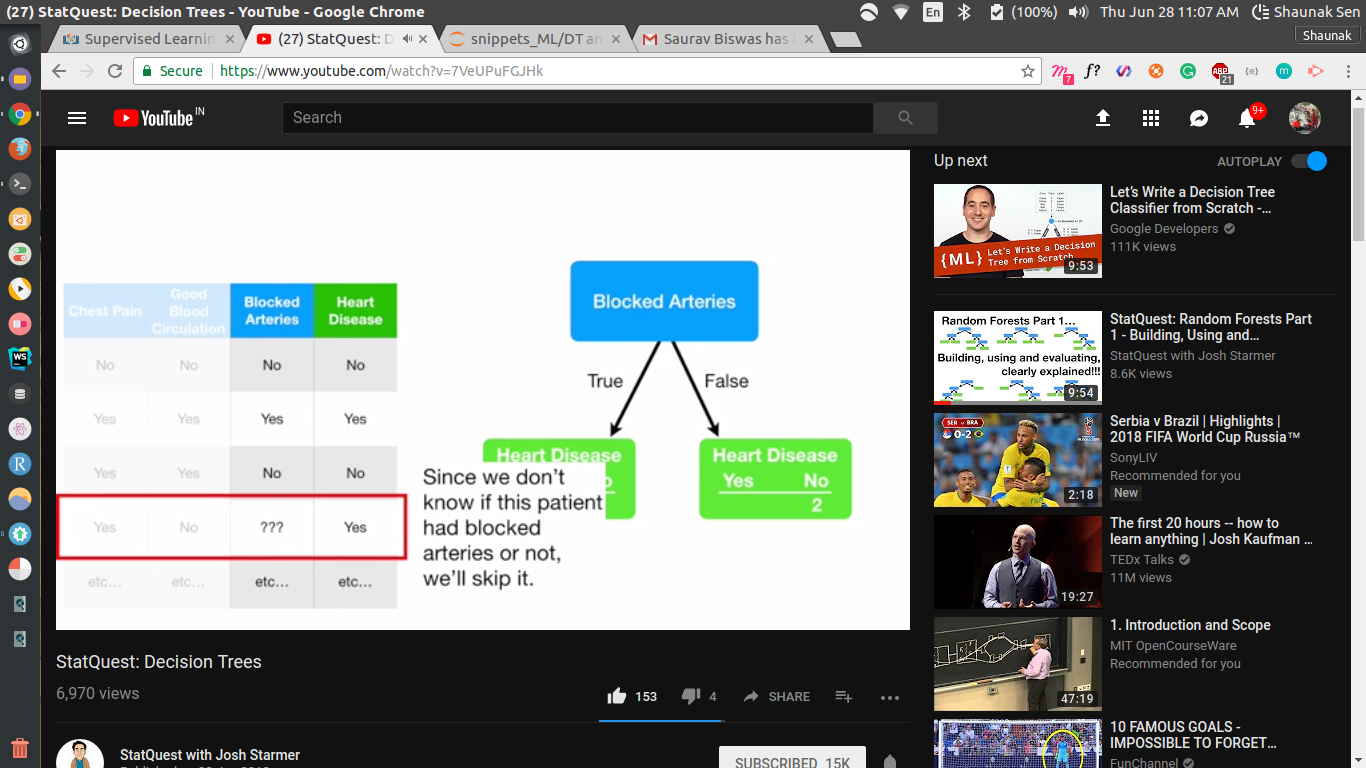 (27) StatQuest: Decision Trees - YouTube - Google Chrome
En
(100%)
Thu Jun 28 11:07 AM
Shaunak Sen
Supervised Learnin
(27) StatQuest: D
snippets_ML/DT an
Gmail Saurav Biswas has
Shaunak
Secure
https://www.youtube.com/watch?v=7VeUPuFGJHk
7
f?
ABP
21
m
YouTube IN
Search
9+
Chest Pain
Good Blood Circulation
Blocked Arteries
Heart Disease
No No No No
Yes Yes Yes Yes
Yes Yes No No
Yes No ??? Yes
etc... etc... etc... etc...
Blocked Arteries
True
False
Heart Disease
Heart Disease
Yes No
2
Since we don't
know if this patient
had blocked
arteries or not,
we'll skip it.
StatQuest: Decision Trees
6,970 views
153
4
SHARE
StatQuest with Josh Starmer
SUBSCRIBED 15K
Up next
AUTOPLAY
{ML} Let's Write a Decision
Tree from Scratch
9:53
Let's Write a Decision Tree
Classifier from Scratch -...
Google Developers
111K views
Random Forests Part 1...
Building, using and evaluating,
clearly explained!!!
9:54
StatQuest: Random Forests Part
1 - Building, Using and...
StatQuest with Josh Starmer
8.6K views
SER v BRA
0-2
2:18
Serbia v Brazil | Highlights |
2018 FIFA World Cup Russia™
SonyLIV
Recommended for you
New
19:27
The first 20 hours -- how to
learn anything | Josh Kaufman ...
TEDx Talks
11M views
47:19
1. Introduction and Scope
MIT OpenCourseWare
Recommended for you
10 FAMOUS GOALS -
IMPOSSIBLE TO FORGET...
FunChannel
WS
R